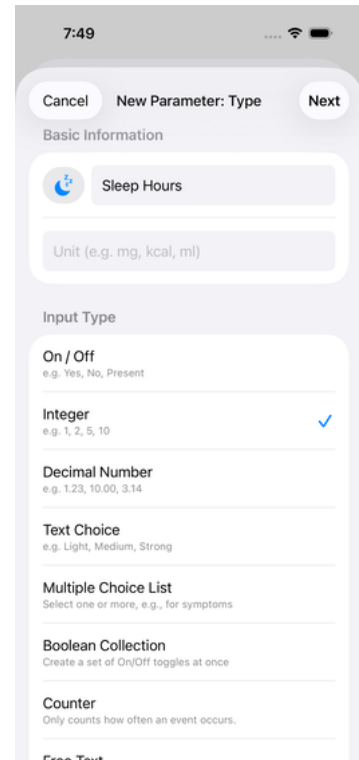 7:49
Cancel New Parameter: Type Next
Basic Information
Sleep Hours
Unit (e.g. mg, kcal, ml)
Input Type
On / Off
e.g. Yes, No, Present
Integer
e.g. 1, 2, 5, 10
Decimal Number
e.g. 1.23, 10.00, 3.14
Text Choice
e.g. Light, Medium, Strong
Multiple Choice List
Select one or more, e.g., for symptoms
Boolean Collection
Create a set of On/Off toggles at once
Counter
Only counts how often an event occurs.
Free Text